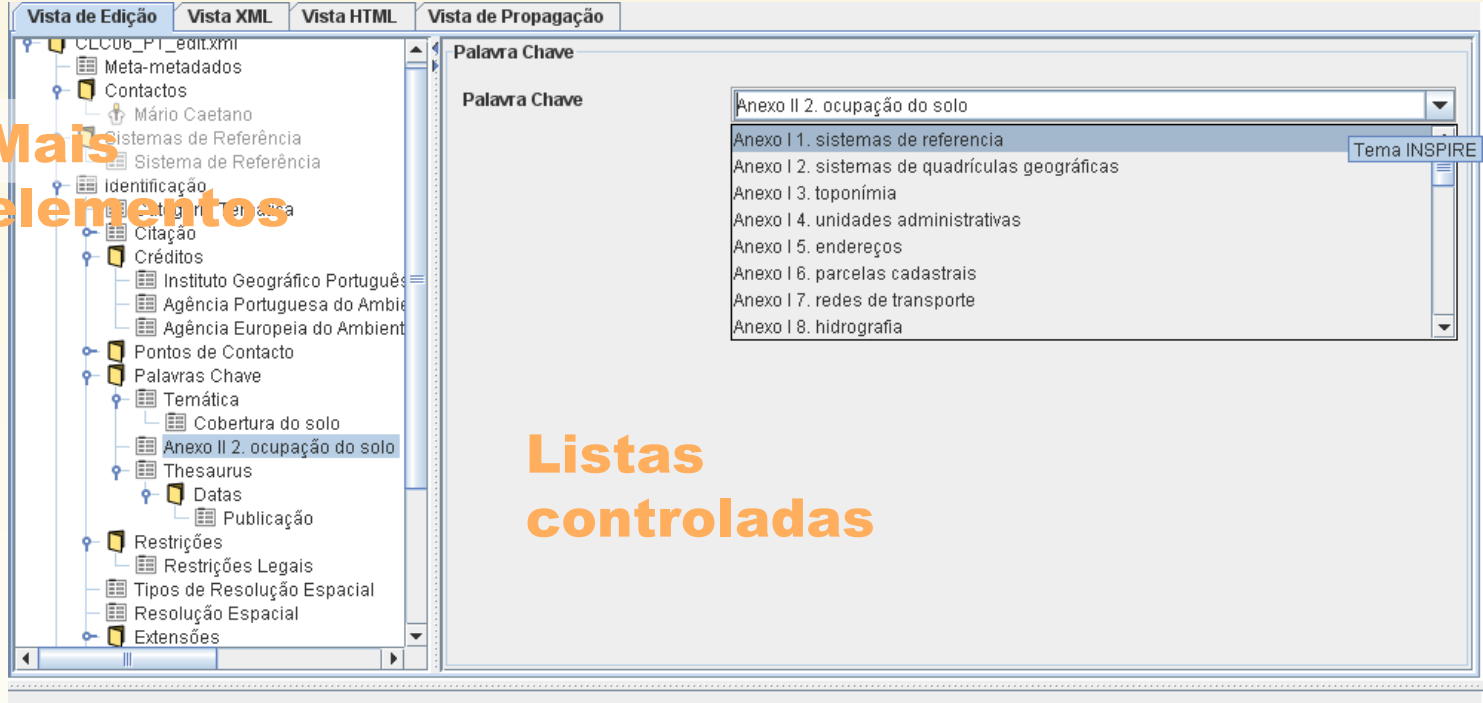 Vista de Edição Vista XML Vista HTML Vista de Propagação
CLC06_PT_edit.xml
Meta-metadados
Contactos
Mário Caetano
Sistemas de Referência
Sistema de Referência
Identificação
Categoria Temática
Citação
Créditos
Instituto Geográfico Português
Agência Portuguesa do Ambie
Agência Europeia do Ambient
Pontos de Contacto
Palavras Chave
Temática
Cobertura do solo
Anexo II 2. ocupação do solo
Thesaurus
Datas
Publicação
Restrições
Restrições Legais
Tipos de Resolução Espacial
Resolução Espacial
Extensões
Mais
elementos
Palavra Chave
Palavra Chave
Anexo II 2. ocupação do solo
Anexo I 1. sistemas de referencia
Tema INSPIRE
Anexo I 2. sistemas de quadrículas geográficas
Anexo I 3. toponímia
Anexo I 4. unidades administrativas
Anexo I 5. endereços
Anexo I 6. parcelas cadastrais
Anexo I 7. redes de transporte
Anexo I 8. hidrografia
Listas
controladas